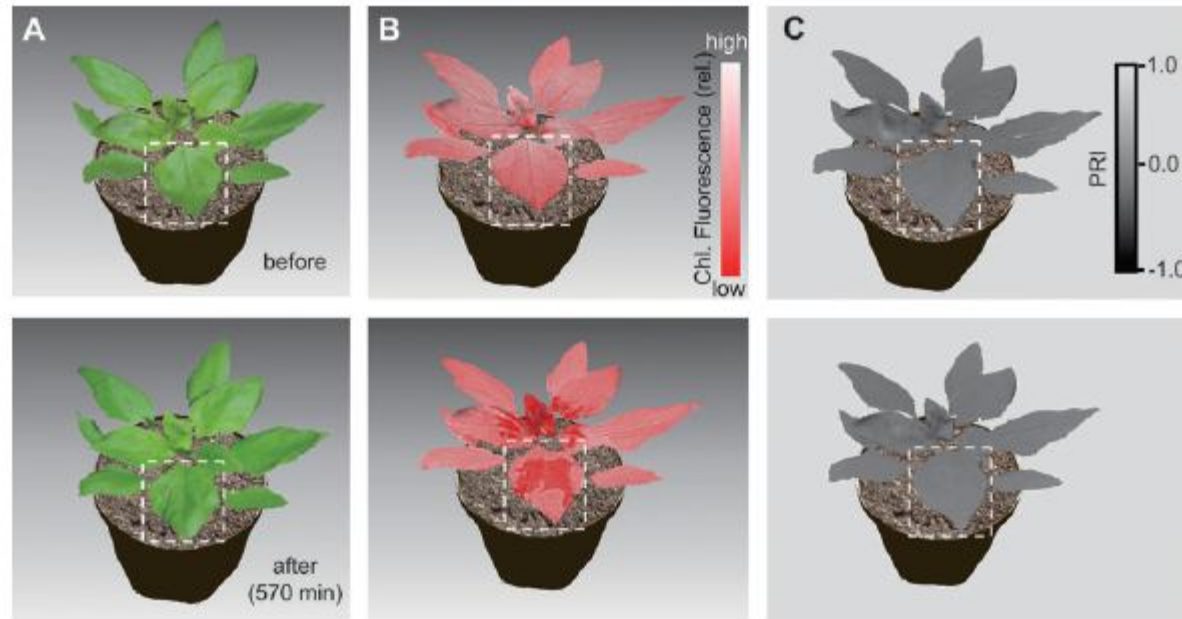 A
before
B
high
Chl. Fluorescence (rel.)
low
C
1.0
0.0
-1.0
PRI
after
(570 min)